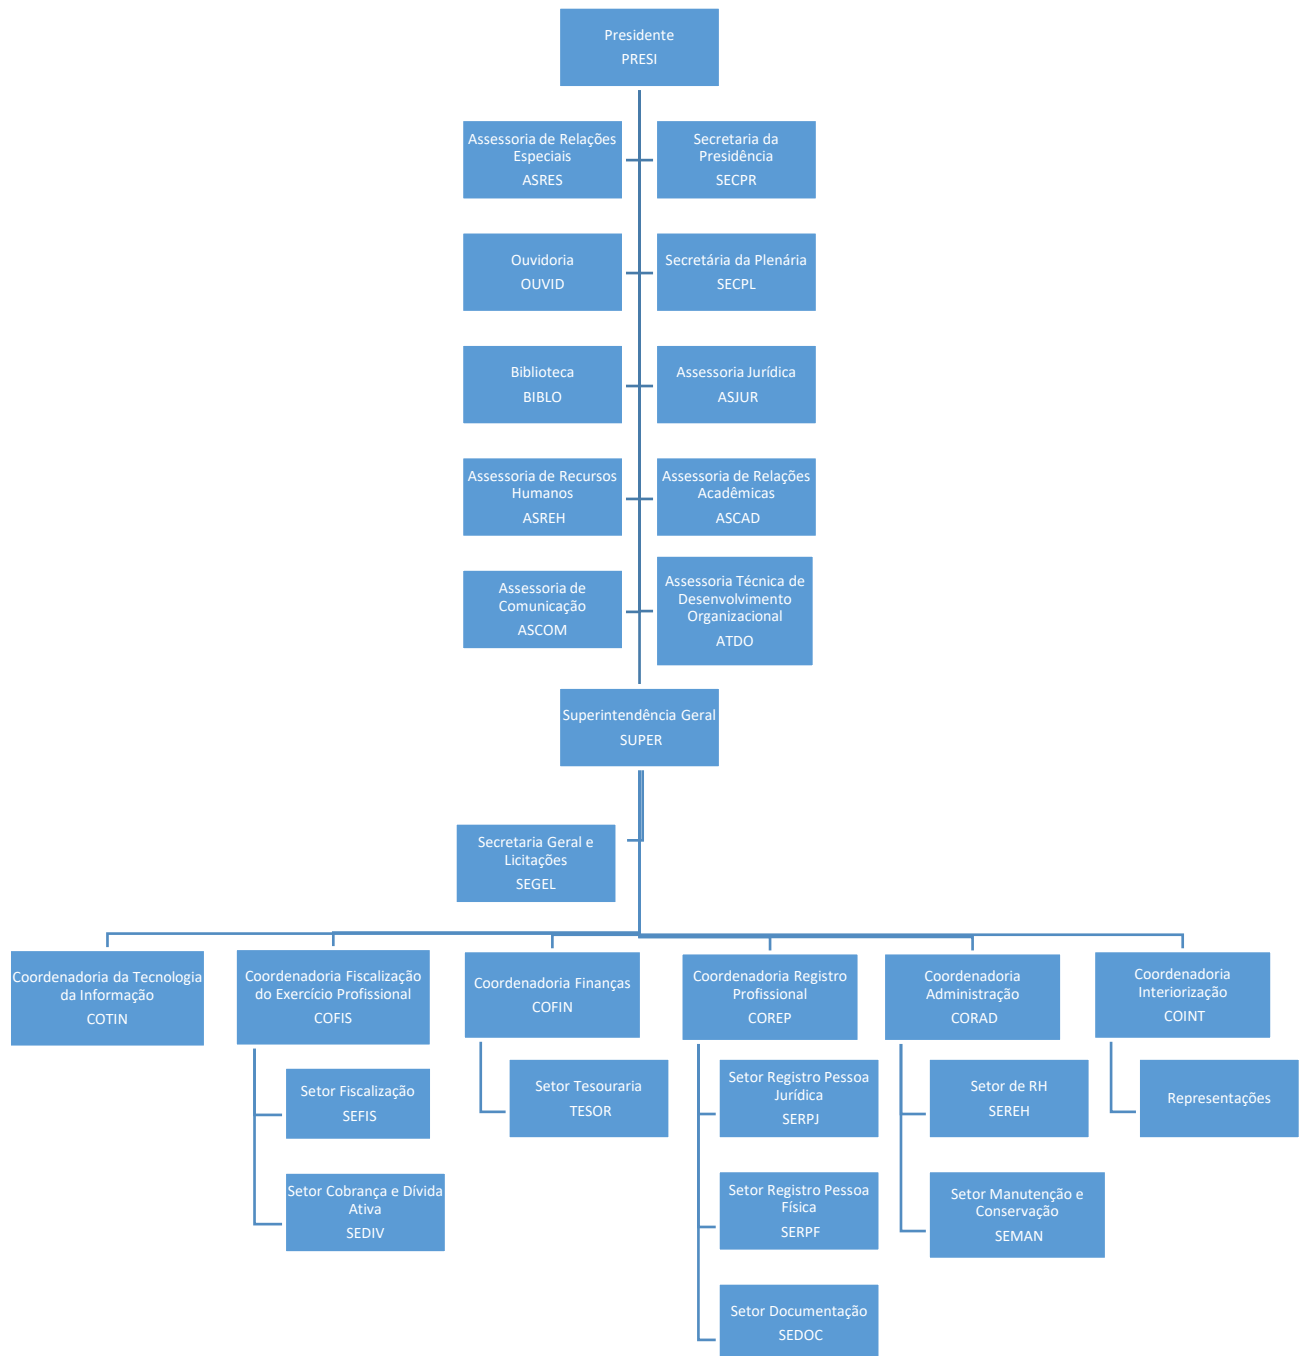 Presidente
PRESI
Assessoria de Relações
Especiais
ASRES
Secretaria da
Presidência
SECPR
Ouvidoria
OUVID
Secretária da Plenária
SECPL
Biblioteca
BIBLO
Assessoria Jurídica
ASJUR
Assessoria de Recursos
Humanos
ASREH
Assessoria de Relações
Acadêmicas
ASCAD
Assessoria de
Comunicação
ASCOM
Assessoria Técnica de
Desenvolvimento
Organizacional
ATDO
Superintendência Geral
SUPER
Secretaria Geral e
Licitações
SEGEL
Coordenadoria da Tecnologia
da Informação
COTIN
Coordenadoria Fiscalização
do Exercício Profissional
COFIS
Coordenadoria Finanças
COFIN
Coordenadoria Registro
Profissional
COREP
Coordenadoria
Administração
CORAD
Coordenadoria
Interiorização
COINT
Setor Fiscalização
SEFIS
Setor Cobrança e Dívida
Ativa
SEDIV
Setor Tesouraria
TESOR
Setor Registro Pessoa
Jurídica
SERPJ
Setor Registro Pessoa
Física
SERPF
Setor Documentação
SEDOC
Setor de RH
SEREH
Setor Manutenção e
Conservação
SEMAN
Representações